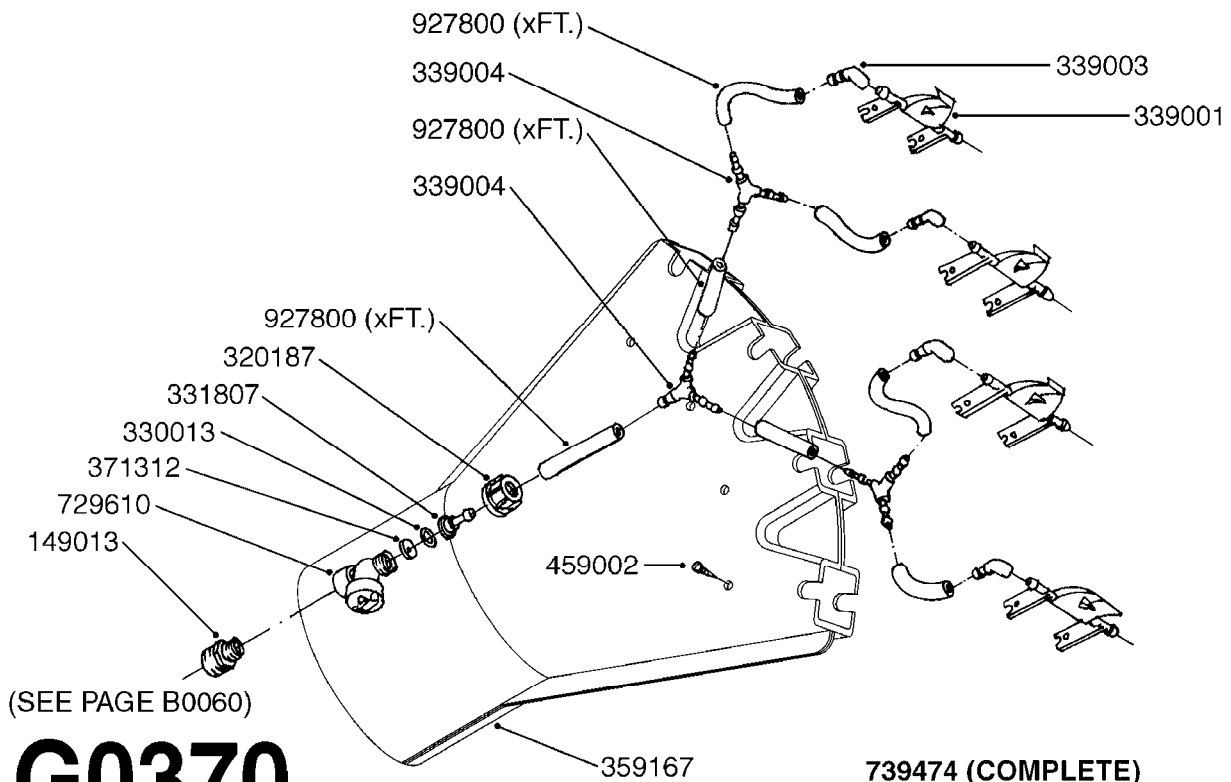 927800 (xFT.)
339004
927800 (xFT.)
339004
339003
339001
927800 (xFT.)
320187
331807
330013
371312
729610
149013
459002
(SEE PAGE B0060)
G0370
359167
739474 (COMPLETE)